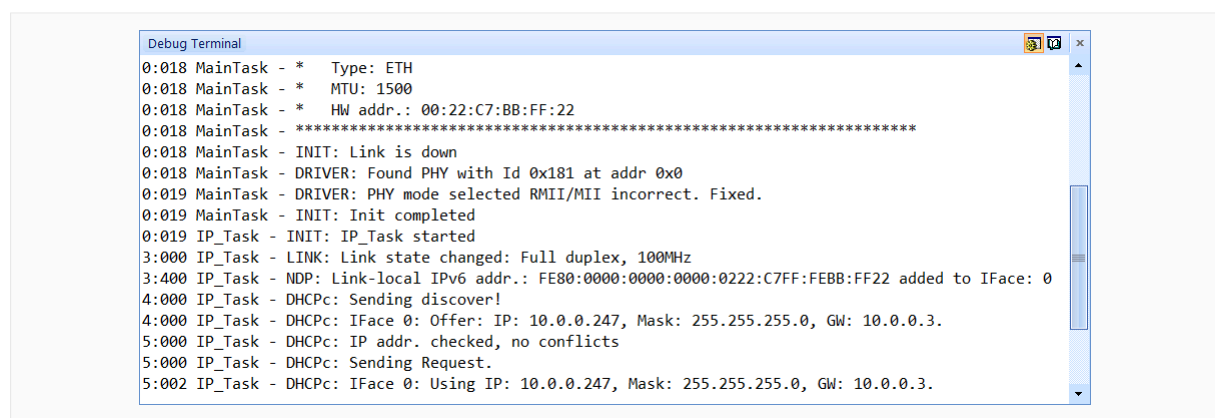 Debug Terminal
0:018 MainTask - *   Type: ETH
0:018 MainTask - *   MTU: 1500
0:018 MainTask - *   HW addr.: 00:22:C7:BB:FF:22
0:018 MainTask - *********************************************************************
0:018 MainTask - INIT: Link is down
0:018 MainTask - DRIVER: Found PHY with Id 0x181 at addr 0x0
0:019 MainTask - DRIVER: PHY mode selected RMII/MII incorrect. Fixed.
0:019 MainTask - INIT: Init completed
0:019 IP_Task - INIT: IP_Task started
3:000 IP_Task - LINK: Link state changed: Full duplex, 100MHz
3:400 IP_Task - NDP: Link-local IPv6 addr.: FE80:0000:0000:0000:0222:C7FF:FEBB:FF22 added to IFace: 0
4:000 IP_Task - DHCPc: Sending discover!
4:000 IP_Task - DHCPc: IFace 0: Offer: IP: 10.0.0.247, Mask: 255.255.255.0, GW: 10.0.0.3.
5:000 IP_Task - DHCPc: IP addr. checked, no conflicts
5:000 IP_Task - DHCPc: Sending Request.
5:002 IP_Task - DHCPc: IFace 0: Using IP: 10.0.0.247, Mask: 255.255.255.0, GW: 10.0.0.3.